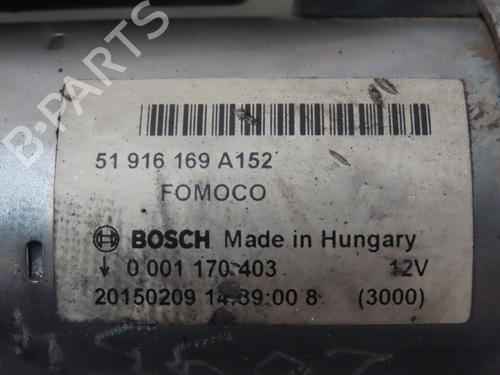 B-PARTS
51 916 169 A152
FOMOCO
BOSCH Made in Hungary
0 001 170 403 12V
20150209 14:39:00 8 (3000)